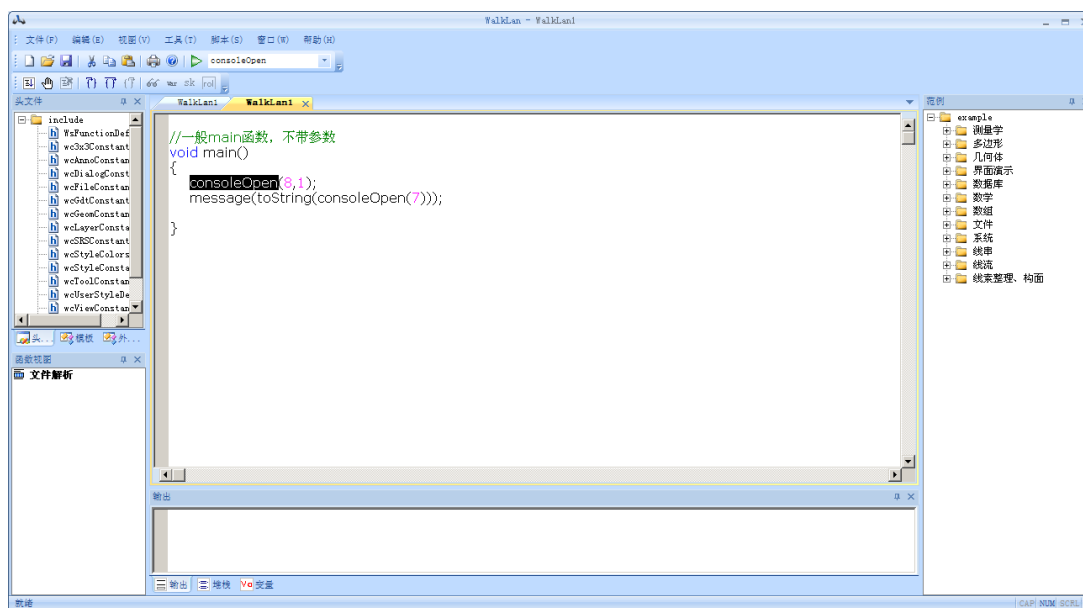 WalkLan - WalkLan1
文件(F) 编辑(E) 视图(V) 工具(T) 脚本(S) 窗口(W) 帮助(H)
consoleOpen
var sk rol
头文件
WalkLan1 WalkLan1
范例
include
WsFunctionDef
wc3x3Constant
wcAnnoConstan
wcDialogConst
wcFileConstan
wcGdtConstant
wcGeomConstan
wcLayerConsta
wcSRSConstant
wcStyleColors
wcStyleConsta
wcToolConstan
wcUserStyleDe
wcViewConstan
头... 模板 外...
函数视图
文件解析
//一般main函数，不带参数
void main()
{
consoleOpen(8,1);
message(toString(consoleOpen(7)));
}
example
测量学
多边形
几何体
界面演示
数据库
数学
数组
文件
系统
线串
线流
线素整理、构面
输出
输出 堆栈 变量
就绪
CAP NUM SCRL